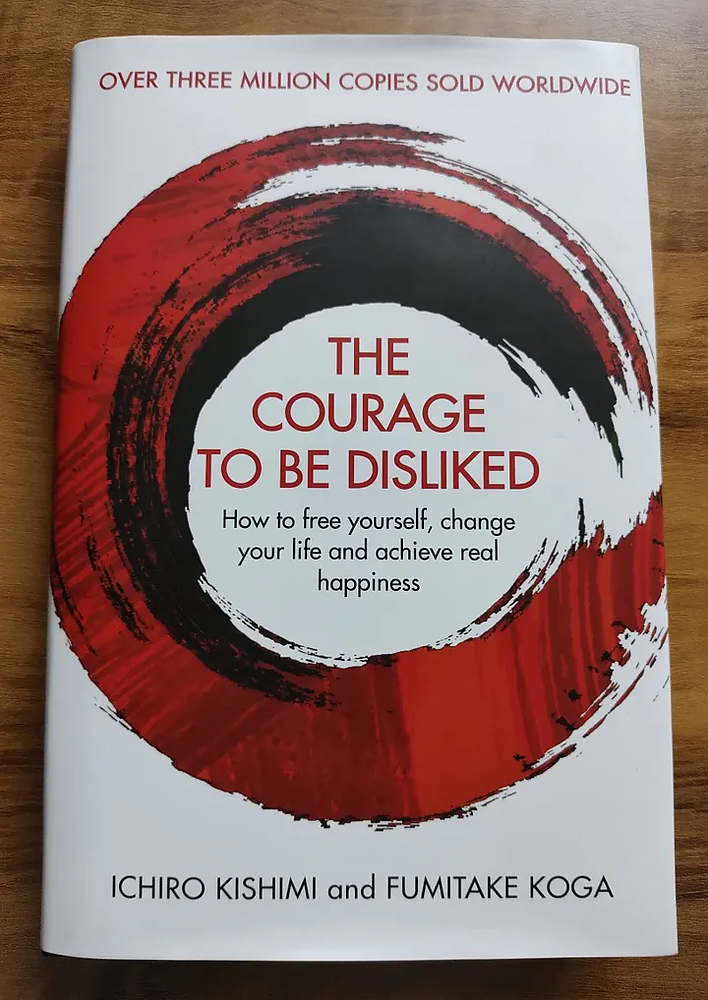 OVER THREE MILLION COPIES SOLD WORLDWIDE
THE
COURAGE
TO BE DISLIKED
How to free yourself, change
your life and achieve real
happiness
ICHIRO KISHIMI and FUMITAKE KOGA